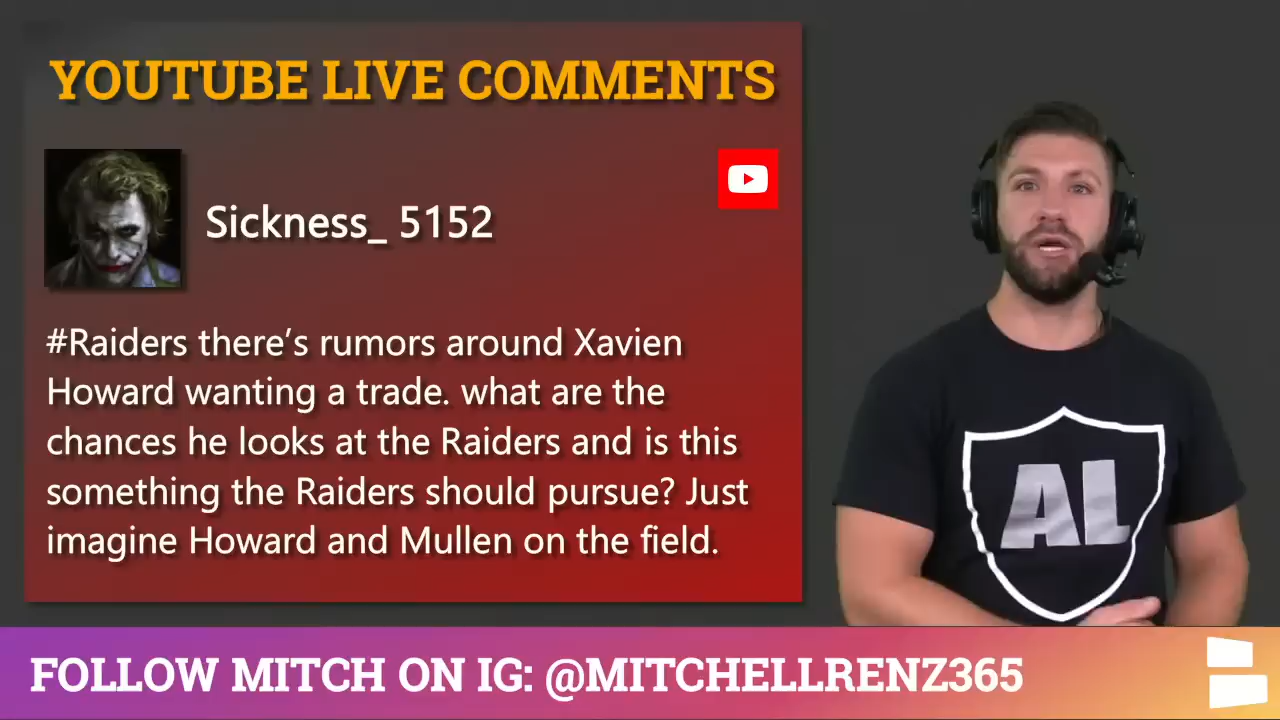 YOUTUBE LIVE COMMENTS
Sickness_ 5152
#Raiders there’s rumors around Xavien
Howard wanting a trade. what are the
chances he looks at the Raiders and is this
something the Raiders should pursue? Just
imagine Howard and Mullen on the field.
AL
FOLLOW MITCH ON IG: @MITCHELLRENZ365